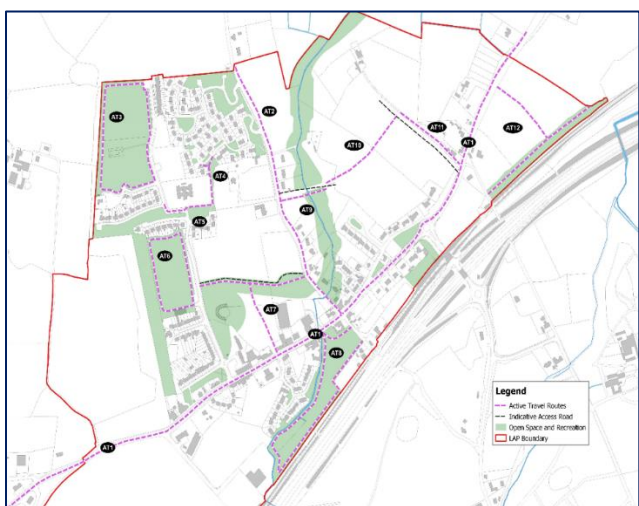 AT3
AT2
AT10
AT11
AT1
AT12
AT4
AT5
AT9
AT6
AT7
AT1
AT8
AT1
Legend
Active Travel Routes
Indicative Access Road
Open Space and Recreation
LAP Boundary